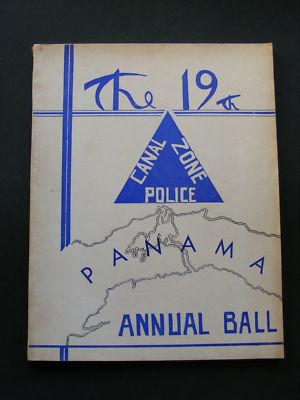 The 19th
CANAL ZONE
POLICE
PANAMA
ANNUAL BALL